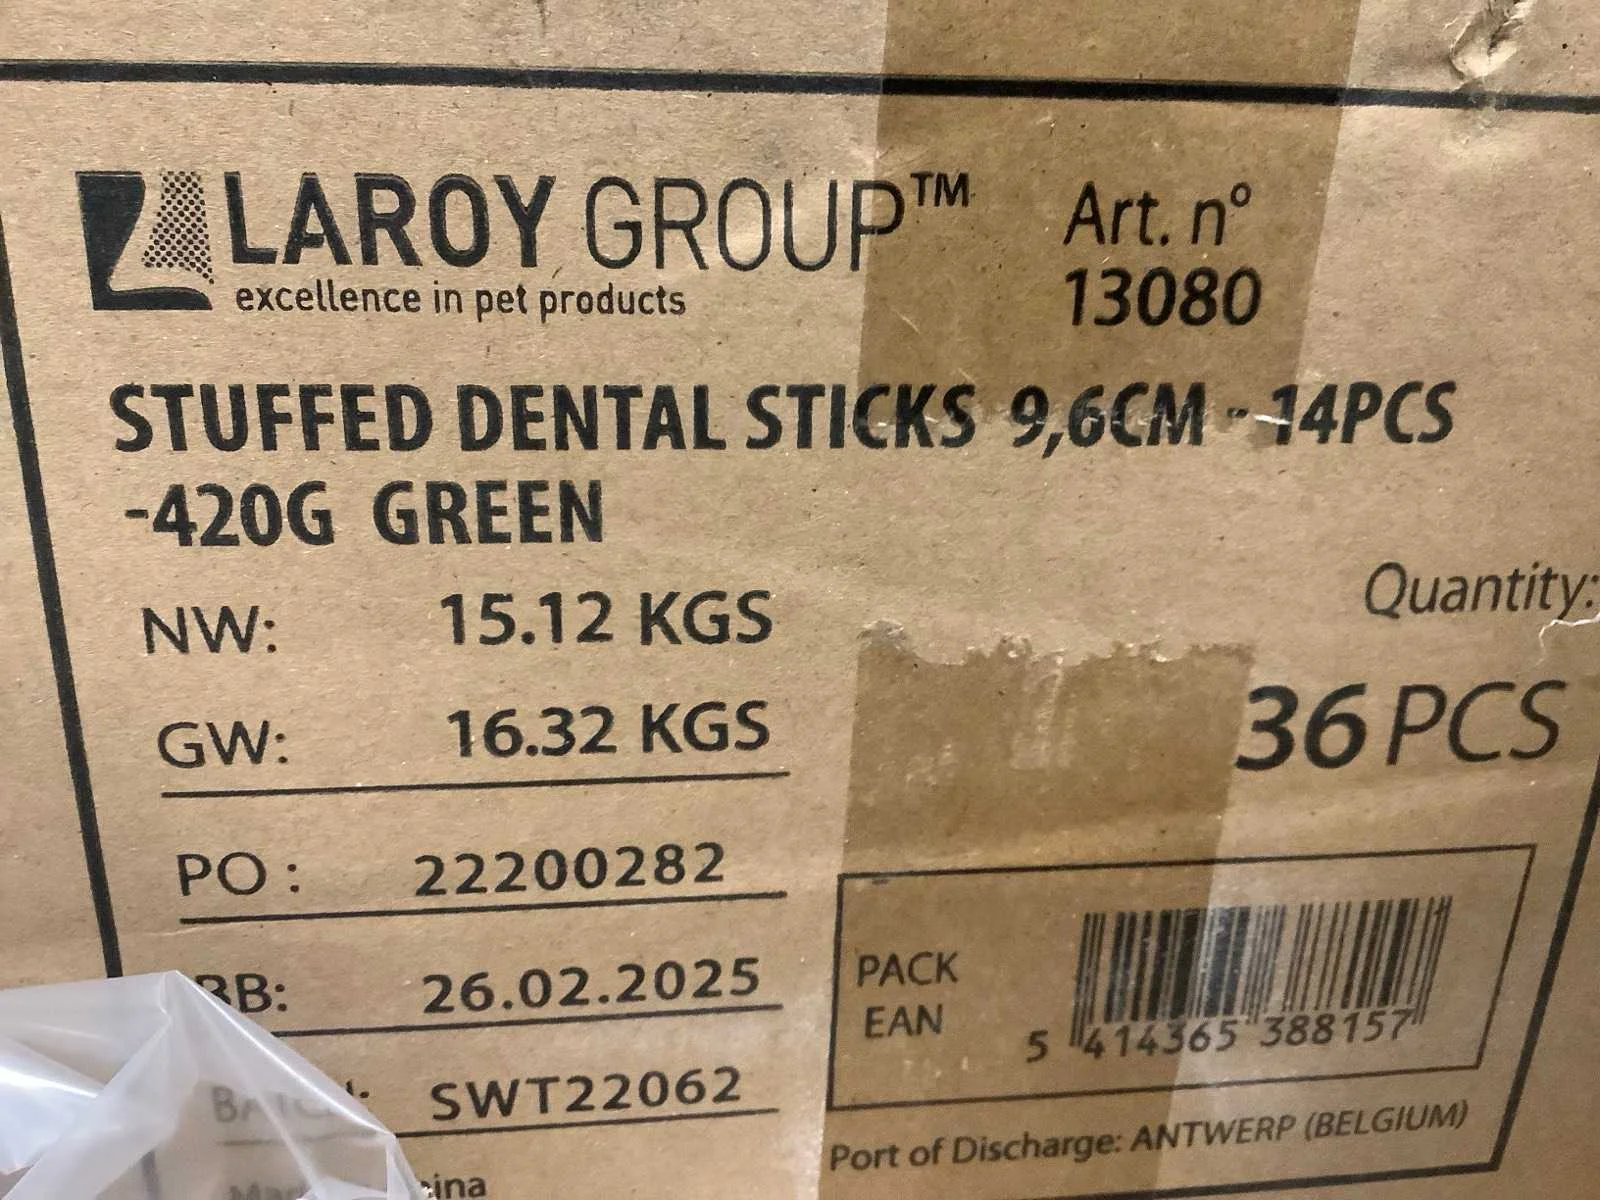 LAROY GROUP™
excellence in pet products
Art. n°
13080
STUFFED DENTAL STICKS 9,6CM - 14PCS
-420G GREEN
NW: 15.12 KGS
GW: 16.32 KGS
Quantity:
36 PCS
PO: 22200282
BB: 26.02.2025
BATCH: SWT22062
PACK
EAN
5 414365 388157
Port of Discharge: ANTWERP (BELGIUM)